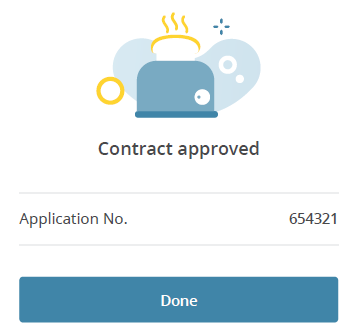 Contract approved
Application No. 654321
Done